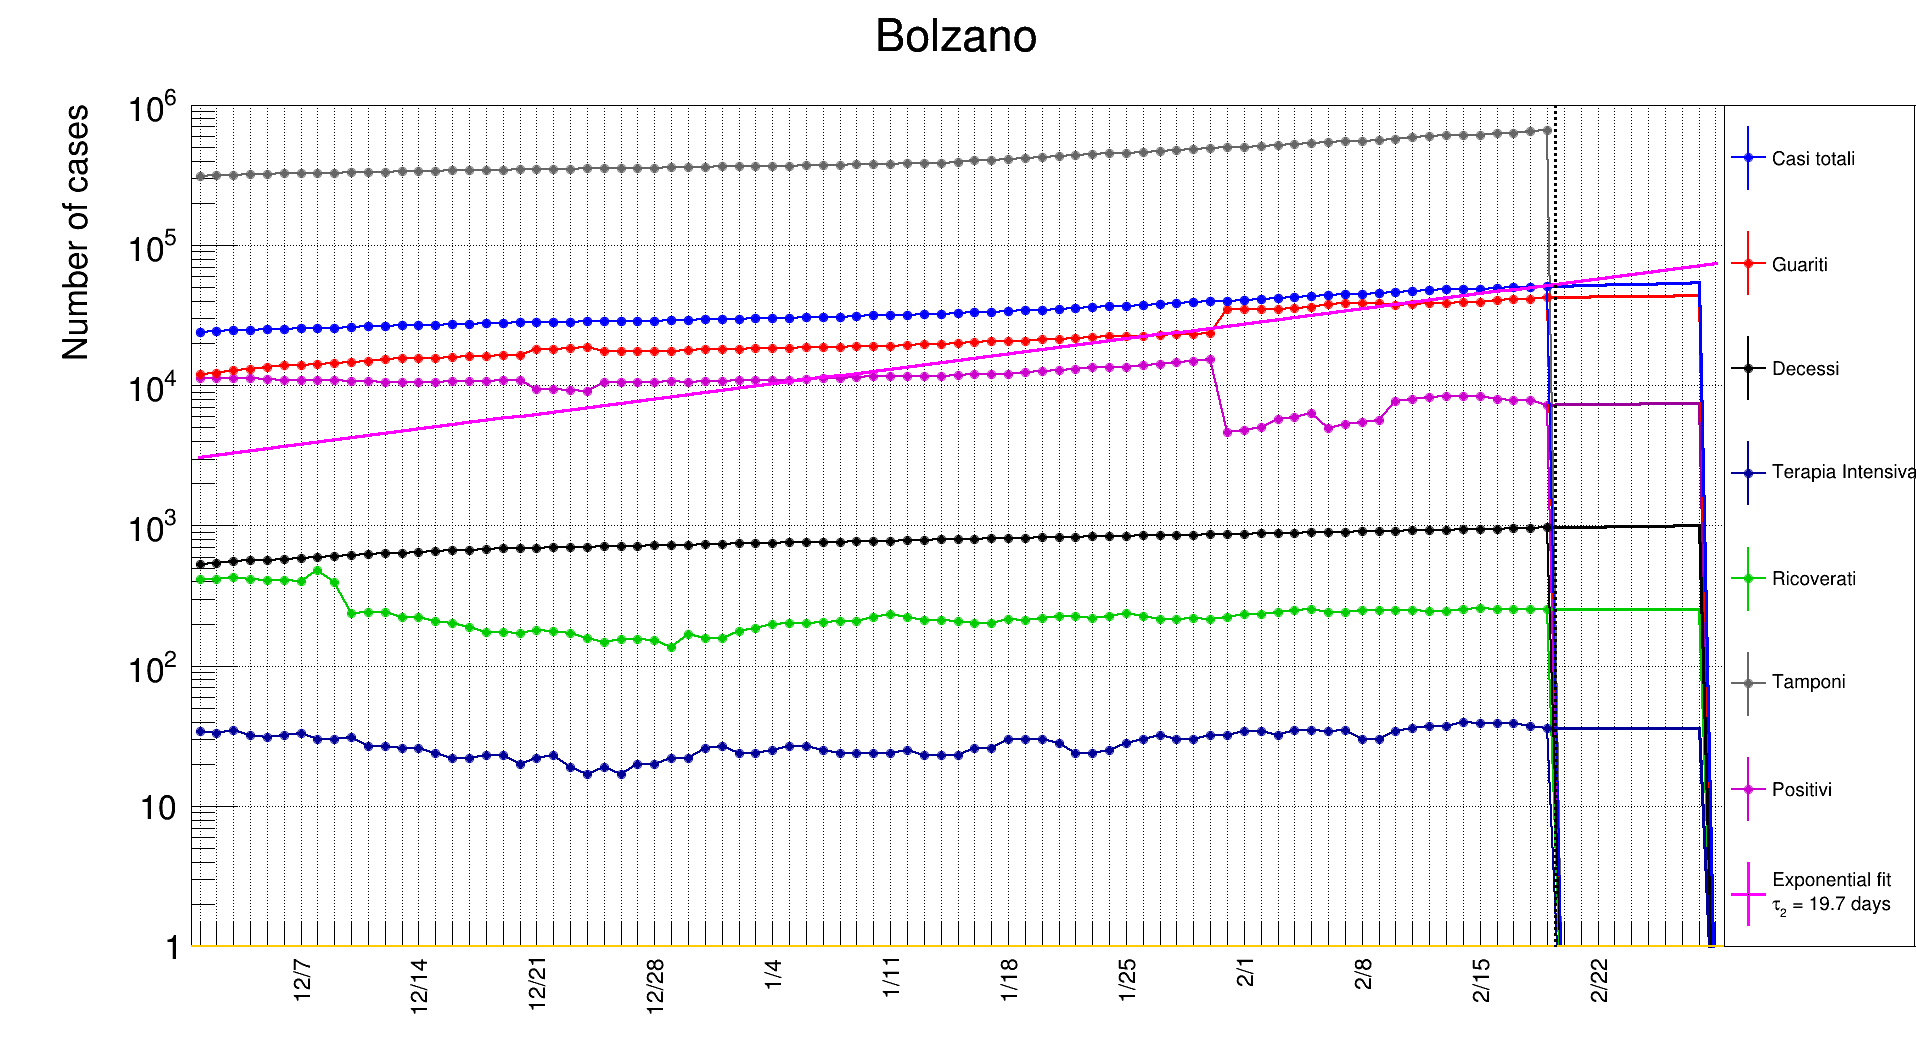 Bolzano
Number of cases
10^6
10^5
10^4
10^3
10^2
10
1
12/7
12/14
12/21
12/28
1/4
1/11
1/18
1/25
2/1
2/8
2/15
2/22
Casi totali
Guariti
Decessi
Terapia Intensiva
Ricoverati
Tamponi
Positivi
Exponential fit
τ_2 = 19.7 days